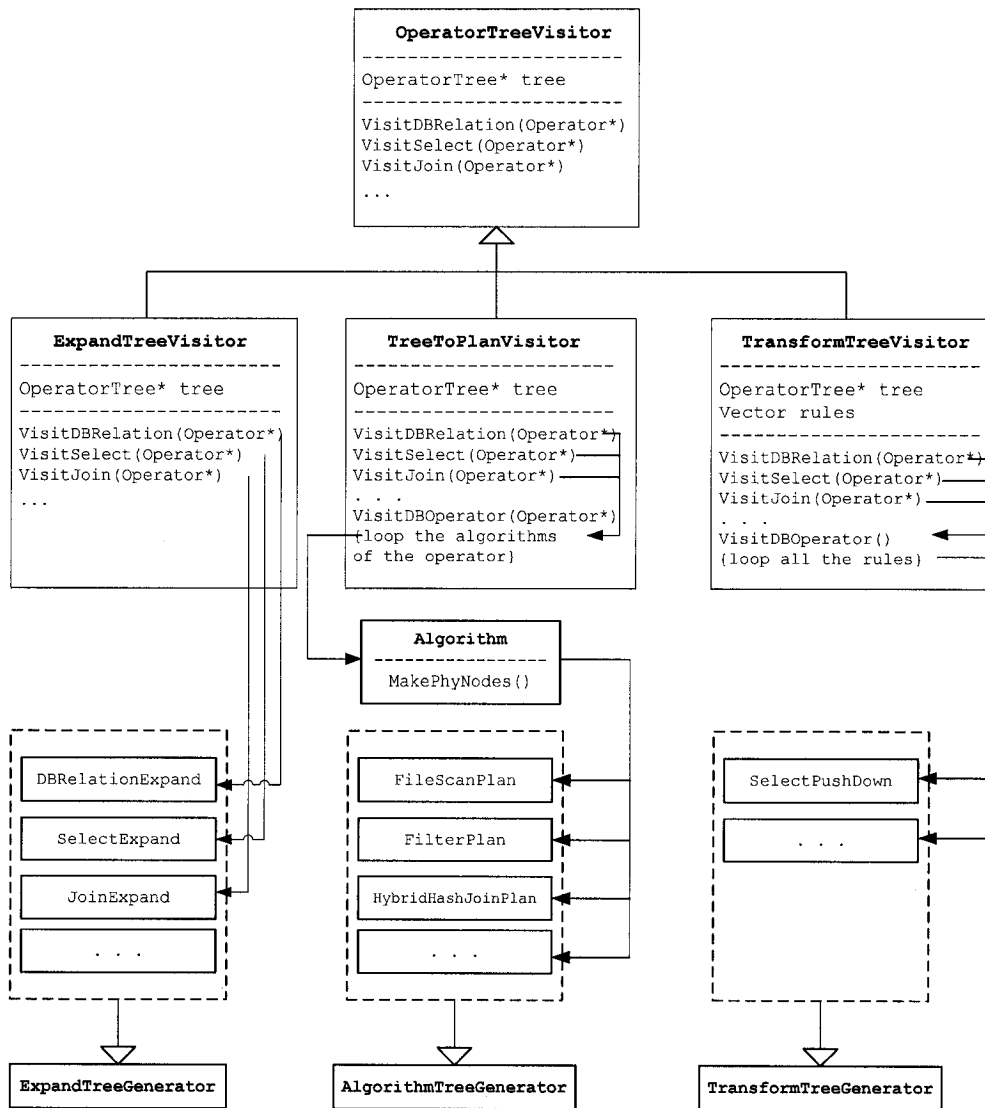 OperatorTreeVisitor
OperatorTree* tree
VisitDBRelation(Operator*)
VisitSelect(Operator*)
VisitJoin(Operator*)
...
ExpandTreeVisitor
OperatorTree* tree
VisitDBRelation(Operator*)
VisitSelect(Operator*)
VisitJoin(Operator*)
...
TreeToPlanVisitor
OperatorTree* tree
VisitDBRelation(Operator*)
VisitSelect(Operator*)
VisitJoin(Operator*)
. . .
VisitDBOperator(Operator*)
{loop the algorithms
of the operator}
TransformTreeVisitor
OperatorTree* tree
Vector rules
VisitDBRelation(Operator*)
VisitSelect(Operator*)
VisitJoin(Operator*)
. . .
VisitDBOperator()
{loop all the rules}
Algorithm
MakePhyNodes()
DBRelationExpand
SelectExpand
JoinExpand
. . .
FileScanPlan
FilterPlan
HybridHashJoinPlan
. . .
SelectPushDown
. . .
ExpandTreeGenerator
AlgorithmTreeGenerator
TransformTreeGenerator